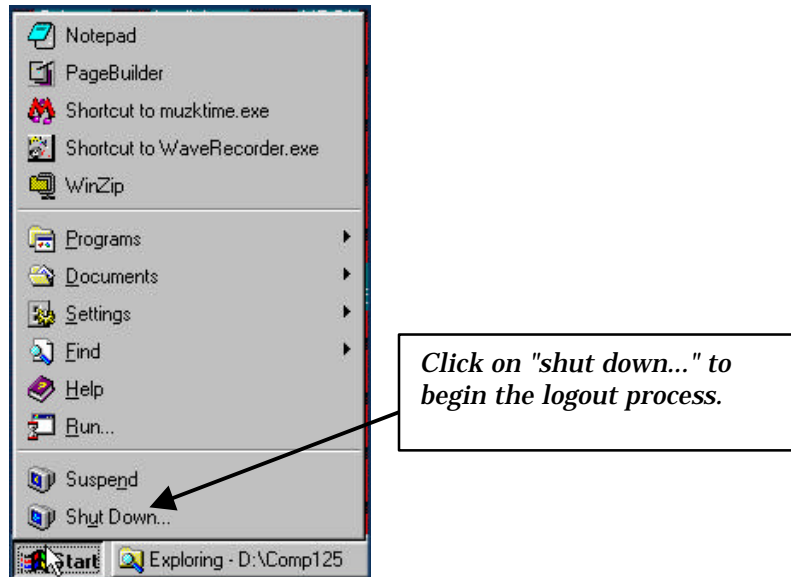 Notepad
PageBuilder
Shortcut to muzktime.exe
Shortcut to WaveRecorder.exe
WinZip
Programs
Documents
Settings
Find
Help
Run...
Suspend
Shut Down...
Click on "shut down..." to
begin the logout process.
Start
Exploring - D:\Comp125